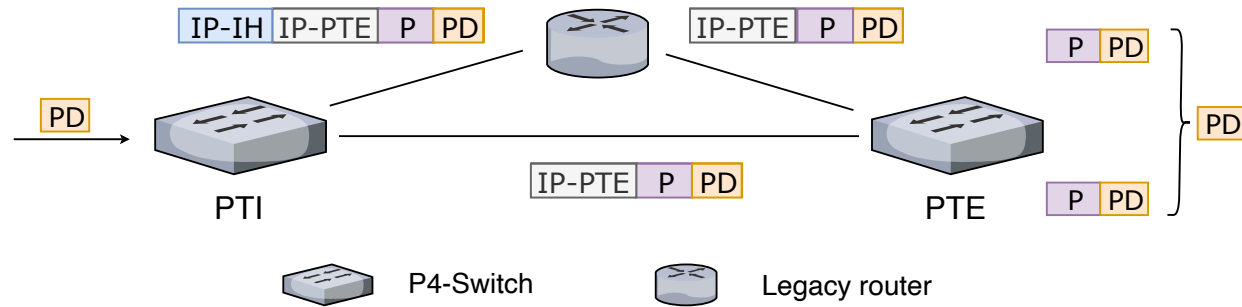 IP-IH IP-PTE P PD
IP-PTE P PD
P PD
PD
PD
IP-PTE P PD
P PD
PTI
PTE
P4-Switch
Legacy router